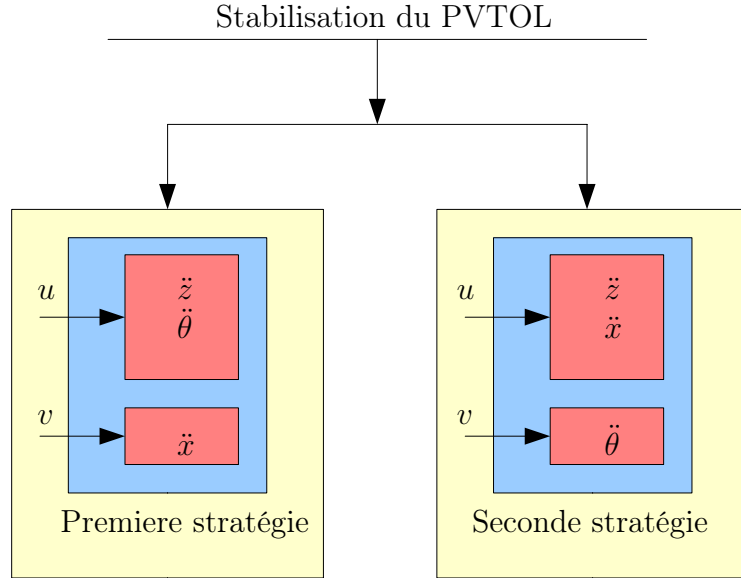 Stabilisation du PVTOL
u
z̈
θ̈
v
ẍ
Premiere stratégie
u
z̈
ẍ
v
θ̈
Seconde stratégie